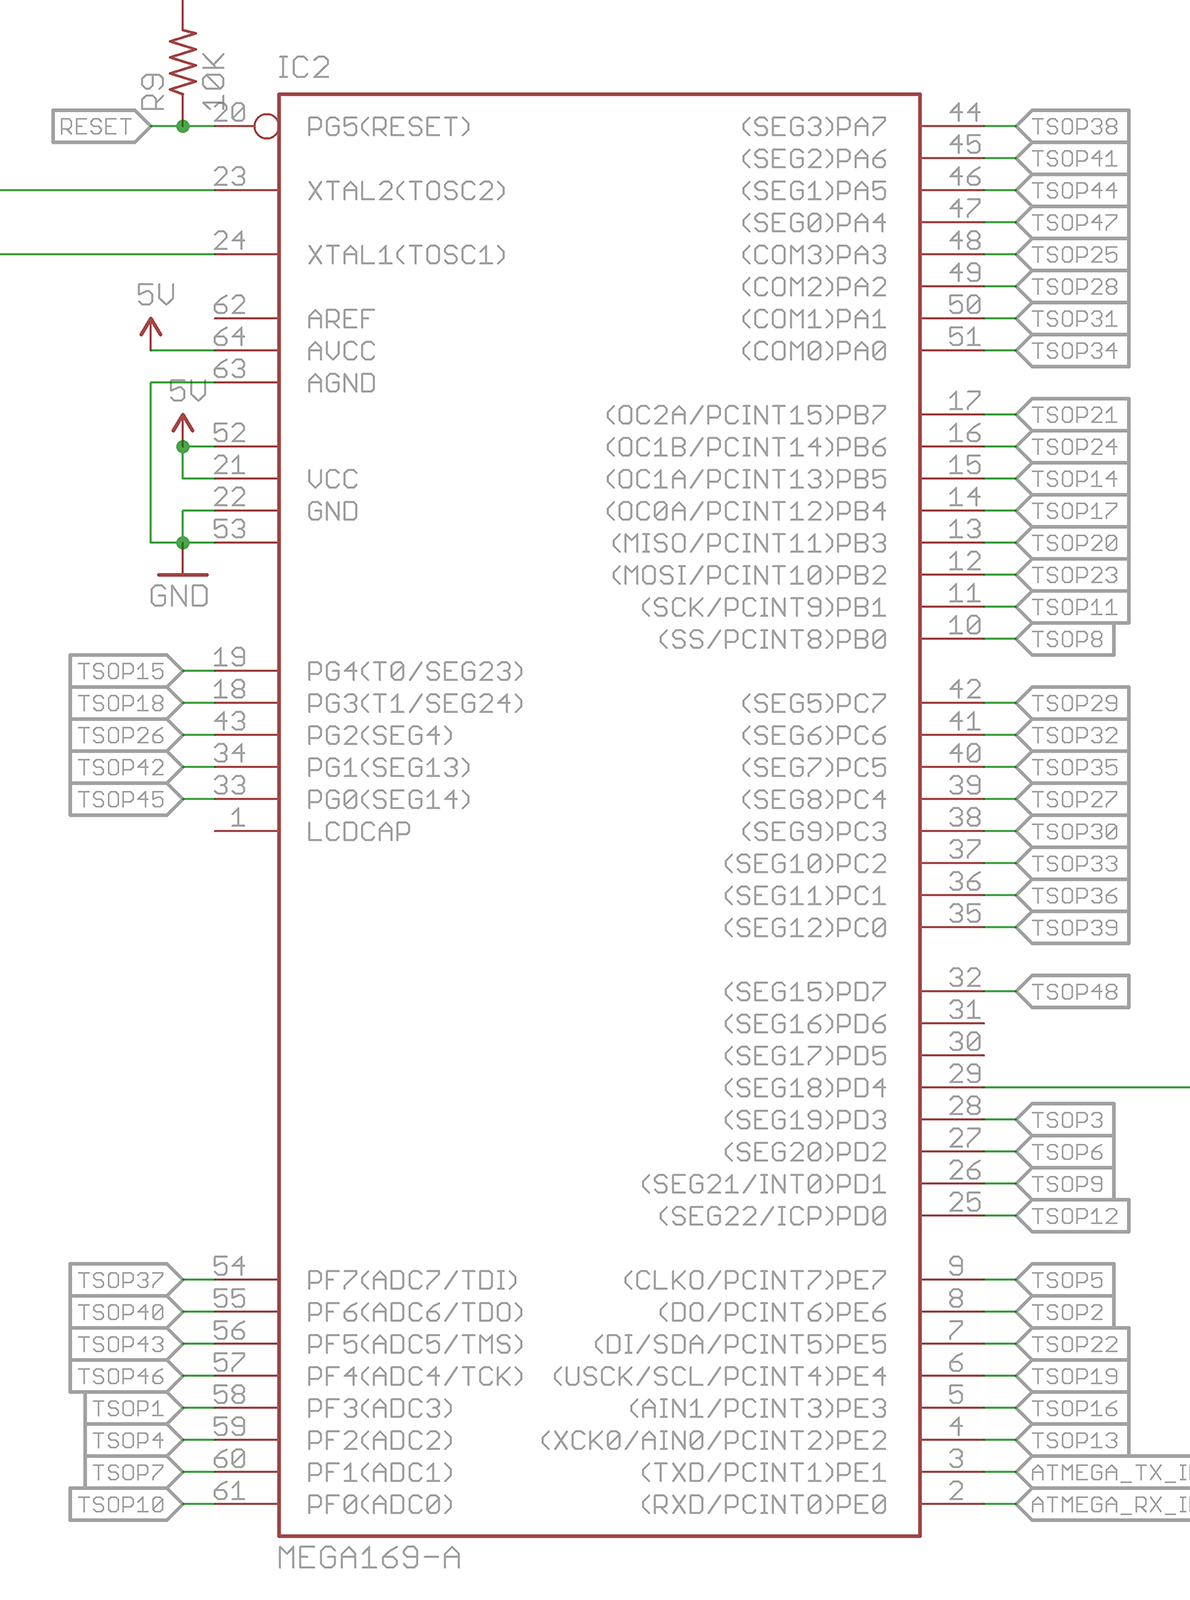 IC2
R9
10K
RESET 20 PG5(RESET) (SEG3)PA7 44 TSOP38
(SEG2)PA6 45 TSOP41
23 XTAL2(TOSC2) (SEG1)PA5 46 TSOP44
(SEG0)PA4 47 TSOP47
24 XTAL1(TOSC1) (COM3)PA3 48 TSOP25
5V (COM2)PA2 49 TSOP28
62 AREF (COM1)PA1 50 TSOP31
64 AVCC (COM0)PA0 51 TSOP34
63 AGND
5V
(OC2A/PCINT15)PB7 17 TSOP21
52 (OC1B/PCINT14)PB6 16 TSOP24
21 VCC (OC1A/PCINT13)PB5 15 TSOP14
22 GND (OC0A/PCINT12)PB4 14 TSOP17
53 (MISO/PCINT11)PB3 13 TSOP20
(MOSI/PCINT10)PB2 12 TSOP23
GND (SCK/PCINT9)PB1 11 TSOP11
(SS/PCINT8)PB0 10 TSOP8
TSOP15 19 PG4(T0/SEG23)
TSOP18 18 PG3(T1/SEG24) (SEG5)PC7 42 TSOP29
TSOP26 43 PG2(SEG4) (SEG6)PC6 41 TSOP32
TSOP42 34 PG1(SEG13) (SEG7)PC5 40 TSOP35
TSOP45 33 PG0(SEG14) (SEG8)PC4 39 TSOP27
1 LCDCAP (SEG9)PC3 38 TSOP30
(SEG10)PC2 37 TSOP33
(SEG11)PC1 36 TSOP36
(SEG12)PC0 35 TSOP39
(SEG15)PD7 32 TSOP48
(SEG16)PD6 31
(SEG17)PD5 30
(SEG18)PD4 29
(SEG19)PD3 28 TSOP3
(SEG20)PD2 27 TSOP6
(SEG21/INT0)PD1 26 TSOP9
(SEG22/ICP)PD0 25 TSOP12
TSOP37 54 PF7(ADC7/TDI) (CLKO/PCINT7)PE7 9 TSOP5
TSOP40 55 PF6(ADC6/TDO) (DO/PCINT6)PE6 8 TSOP2
TSOP43 56 PF5(ADC5/TMS) (DI/SDA/PCINT5)PE5 7 TSOP22
TSOP46 57 PF4(ADC4/TCK) (USCK/SCL/PCINT4)PE4 6 TSOP19
TSOP1 58 PF3(ADC3) (AIN1/PCINT3)PE3 5 TSOP16
TSOP4 59 PF2(ADC2) (XCK0/AIN0/PCINT2)PE2 4 TSOP13
TSOP7 60 PF1(ADC1) (TXD/PCINT1)PE1 3 ATMEGA_TX_I
TSOP10 61 PF0(ADC0) (RXD/PCINT0)PE0 2 ATMEGA_RX_I
MEGA169-A